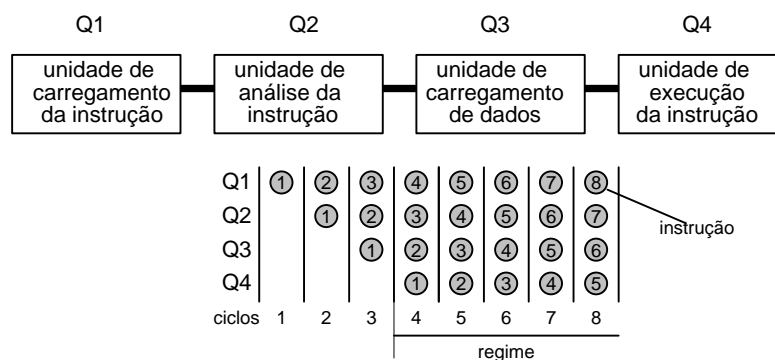 Q1 Q2 Q3 Q4
unidade de carregamento da instrução
unidade de análise da instrução
unidade de carregamento de dados
unidade de execução da instrução
Q1 1 2 3 4 5 6 7 8
Q2 1 2 3 4 5 6 7
instrução
Q3 1 2 3 4 5 6
Q4 1 2 3 4 5
ciclos 1 2 3 4 5 6 7 8
regime